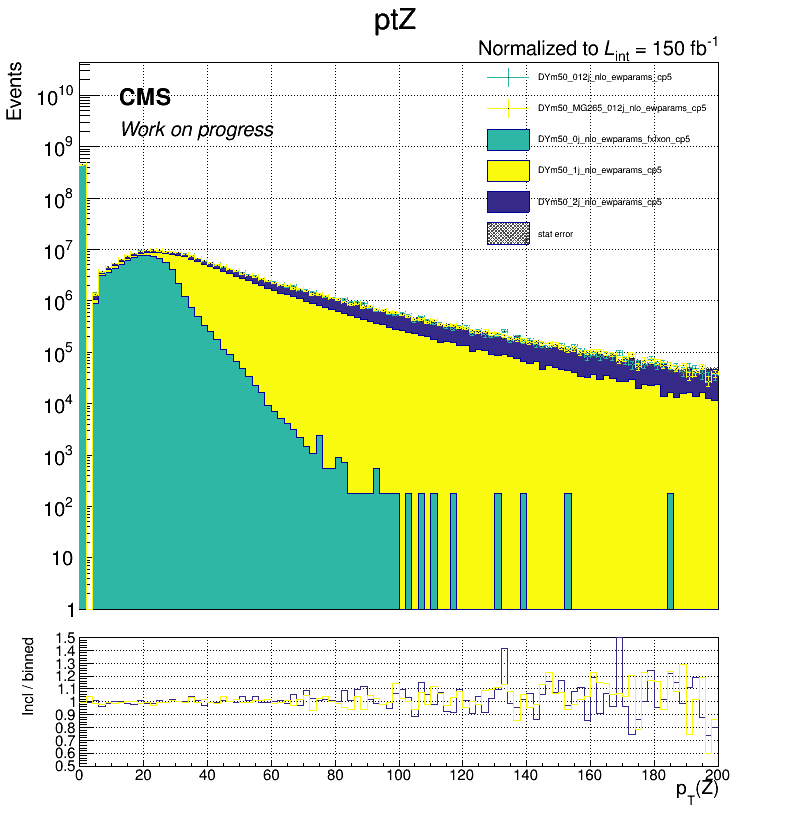 ptZ
Normalized to L_int = 150 fb^-1
Events
CMS
Work on progress
DYm50_012j_nlo_ewparams_cp5
DYm50_MG265_012j_nlo_ewparams_cp5
DYm50_0j_nlo_ewparams_fxfxon_cp5
DYm50_1j_nlo_ewparams_cp5
DYm50_2j_nlo_ewparams_cp5
stat error
10^10
10^9
10^8
10^7
10^6
10^5
10^4
10^3
10^2
10
1
Incl / binned
1.5
1.4
1.3
1.2
1.1
1.0
0.9
0.8
0.7
0.6
0.5
0 20 40 60 80 100 120 140 160 180 200
p_T(Z)